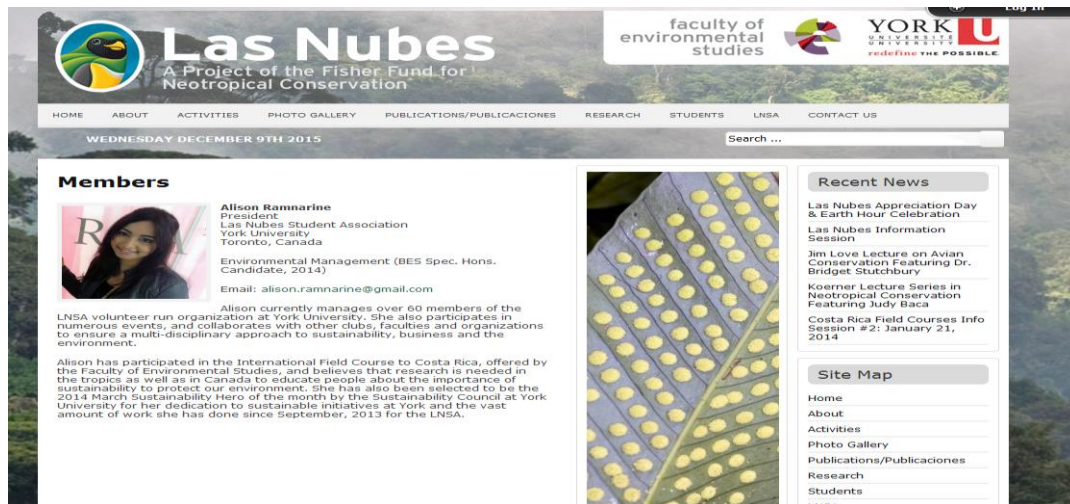 Log In
Las Nubes
A Project of the Fisher Fund for
Neotropical Conservation
faculty of
environmental
studies
YORK U
UNIVERSITÉ
UNIVERSITY
redefine THE POSSIBLE.
HOME ABOUT ACTIVITIES PHOTO GALLERY PUBLICATIONS/PUBLICACIONES RESEARCH STUDENTS LNSA CONTACT US
WEDNESDAY DECEMBER 9TH 2015
Search ...
Members
Alison Ramnarine
President
Las Nubes Student Association
York University
Toronto, Canada
Environmental Management (BES Spec. Hons.
Candidate, 2014)
Email: alison.ramnarine@gmail.com
Alison currently manages over 60 members of the
LNSA volunteer run organization at York University. She also participates in
numerous events, and collaborates with other clubs, faculties and organizations
to ensure a multi-disciplinary approach to sustainability, business and the
environment.
Alison has participated in the International Field Course to Costa Rica, offered by
the Faculty of Environmental Studies, and believes that research is needed in
the tropics as well as in Canada to educate people about the importance of
sustainability to protect our environment. She has also been selected to be the
2014 March Sustainability Hero of the month by the Sustainability Council at York
University for her dedication to sustainable initiatives at York and the vast
amount of work she has done since September, 2013 for the LNSA.
Recent News
Las Nubes Appreciation Day
& Earth Hour Celebration
Las Nubes Information
Session
Jim Love Lecture on Avian
Conservation Featuring Dr.
Bridget Stutchbury
Koerner Lecture Series in
Neotropical Conservation
Featuring Judy Baca
Costa Rica Field Courses Info
Session #2: January 21,
2014
Site Map
Home
About
Activities
Photo Gallery
Publications/Publicaciones
Research
Students